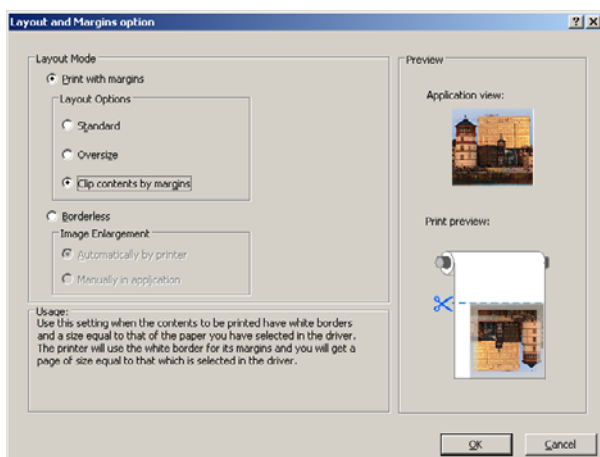 Layout and Margins option
Layout Mode
Print with margins
Layout Options
Standard
Oversize
Clip contents by margins
Borderless
Image Enlargement
Automatically by printer
Manually in application
Usage:
Use this setting when the contents to be printed have white borders
and a size equal to that of the paper you have selected in the driver.
The printer will use the white border for its margins and you will get a
page of size equal to that which is selected in the driver.
Preview
Application view:
Print preview:
OK
Cancel